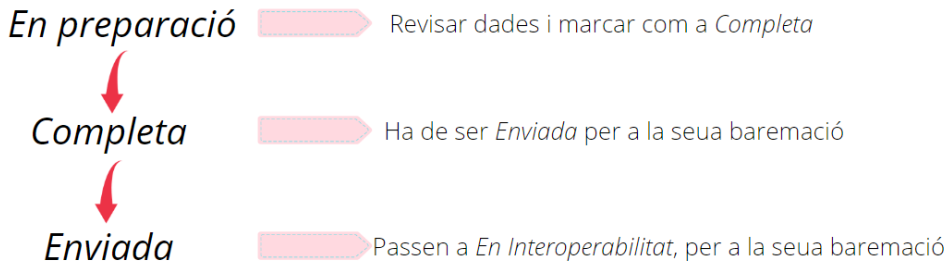 En preparació Revisar dades i marcar com a Completa
Completa Ha de ser Enviada per a la seua baremació
Enviada Passen a En Interoperabilitat, per a la seua baremació